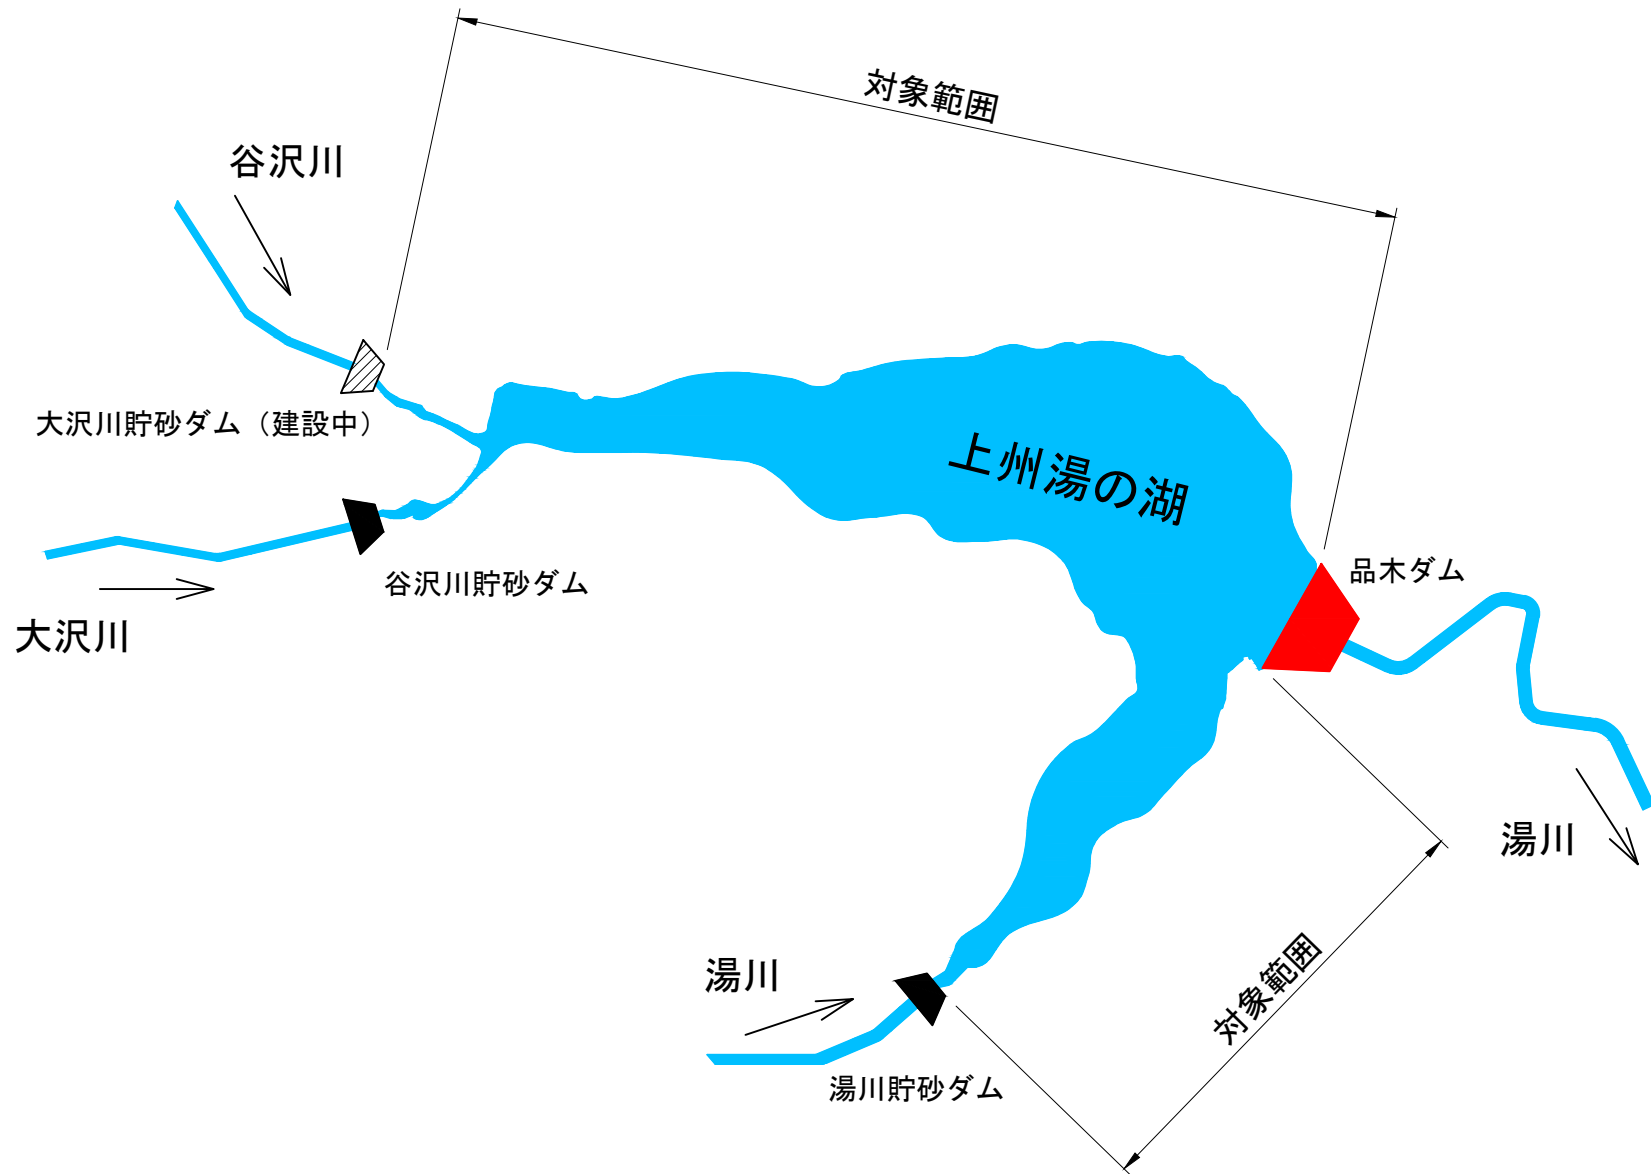 対象範囲
谷沢川
大沢川貯砂ダム（建設中）
上州湯の湖
品木ダム
谷沢川貯砂ダム
大沢川
湯川
対象範囲
湯川
湯川貯砂ダム